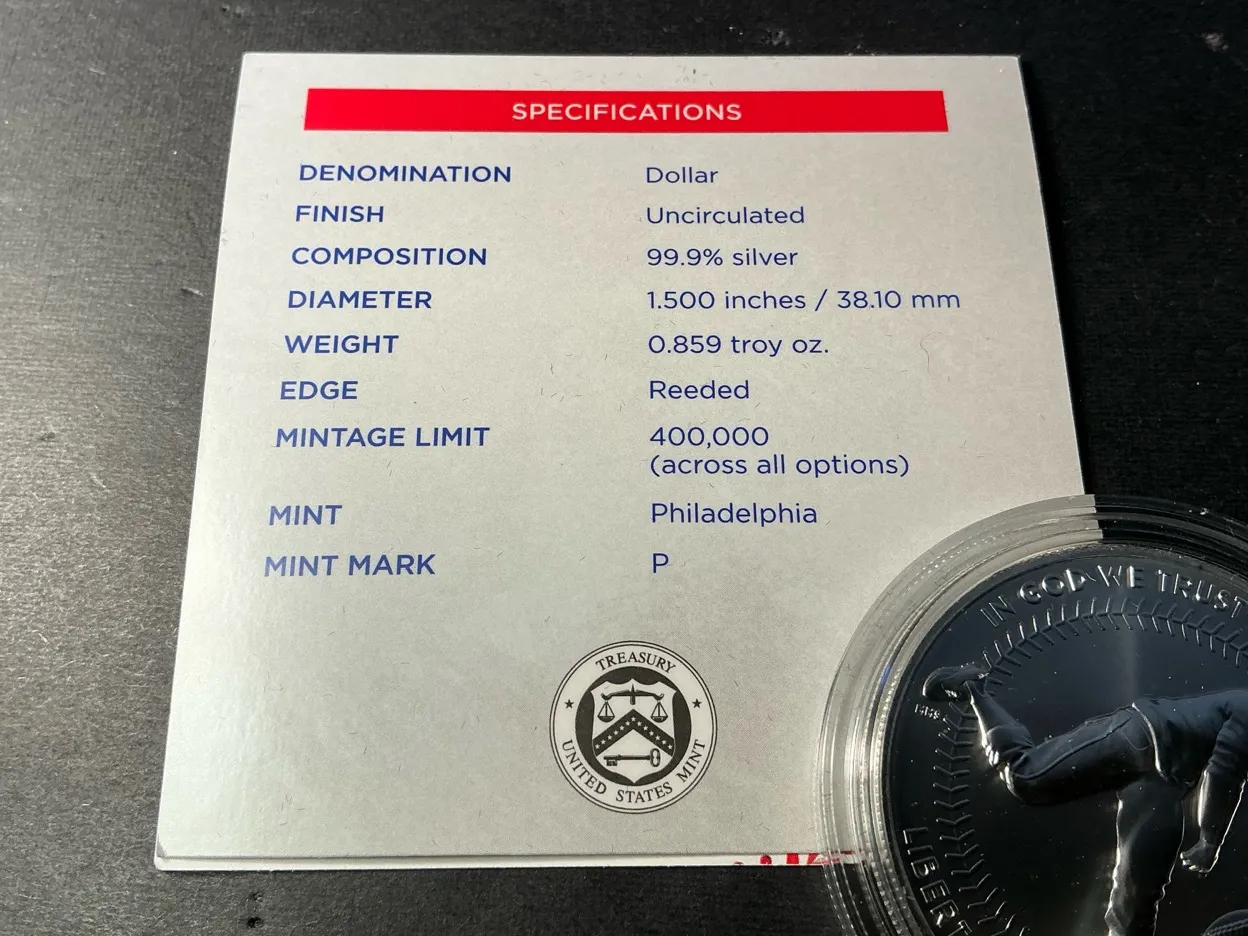 SPECIFICATIONS
DENOMINATION Dollar
FINISH Uncirculated
COMPOSITION 99.9% silver
DIAMETER 1.500 inches / 38.10 mm
WEIGHT 0.859 troy oz.
EDGE Reeded
MINTAGE LIMIT 400,000
(across all options)
MINT Philadelphia
MINT MARK P
TREASURY
UNITED STATES MINT
IN GOD WE TRUST
LIBERT